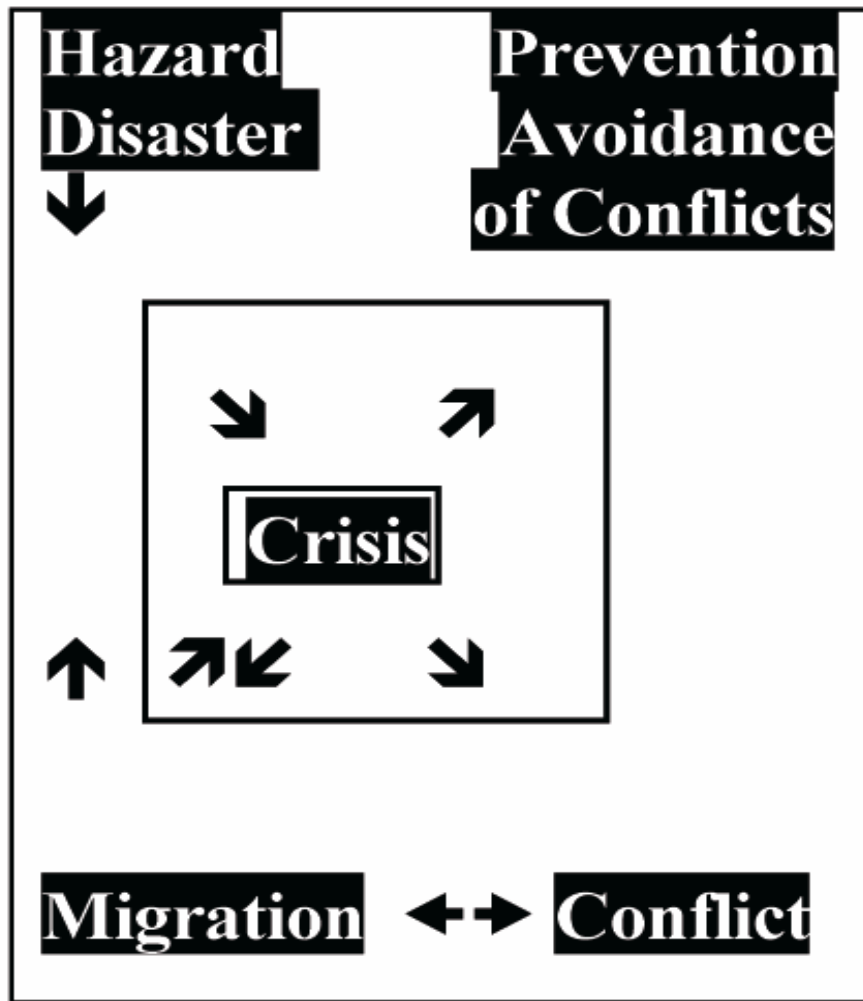 Hazard
Disaster
Prevention
Avoidance
of Conflicts
Crisis
Migration
Conflict